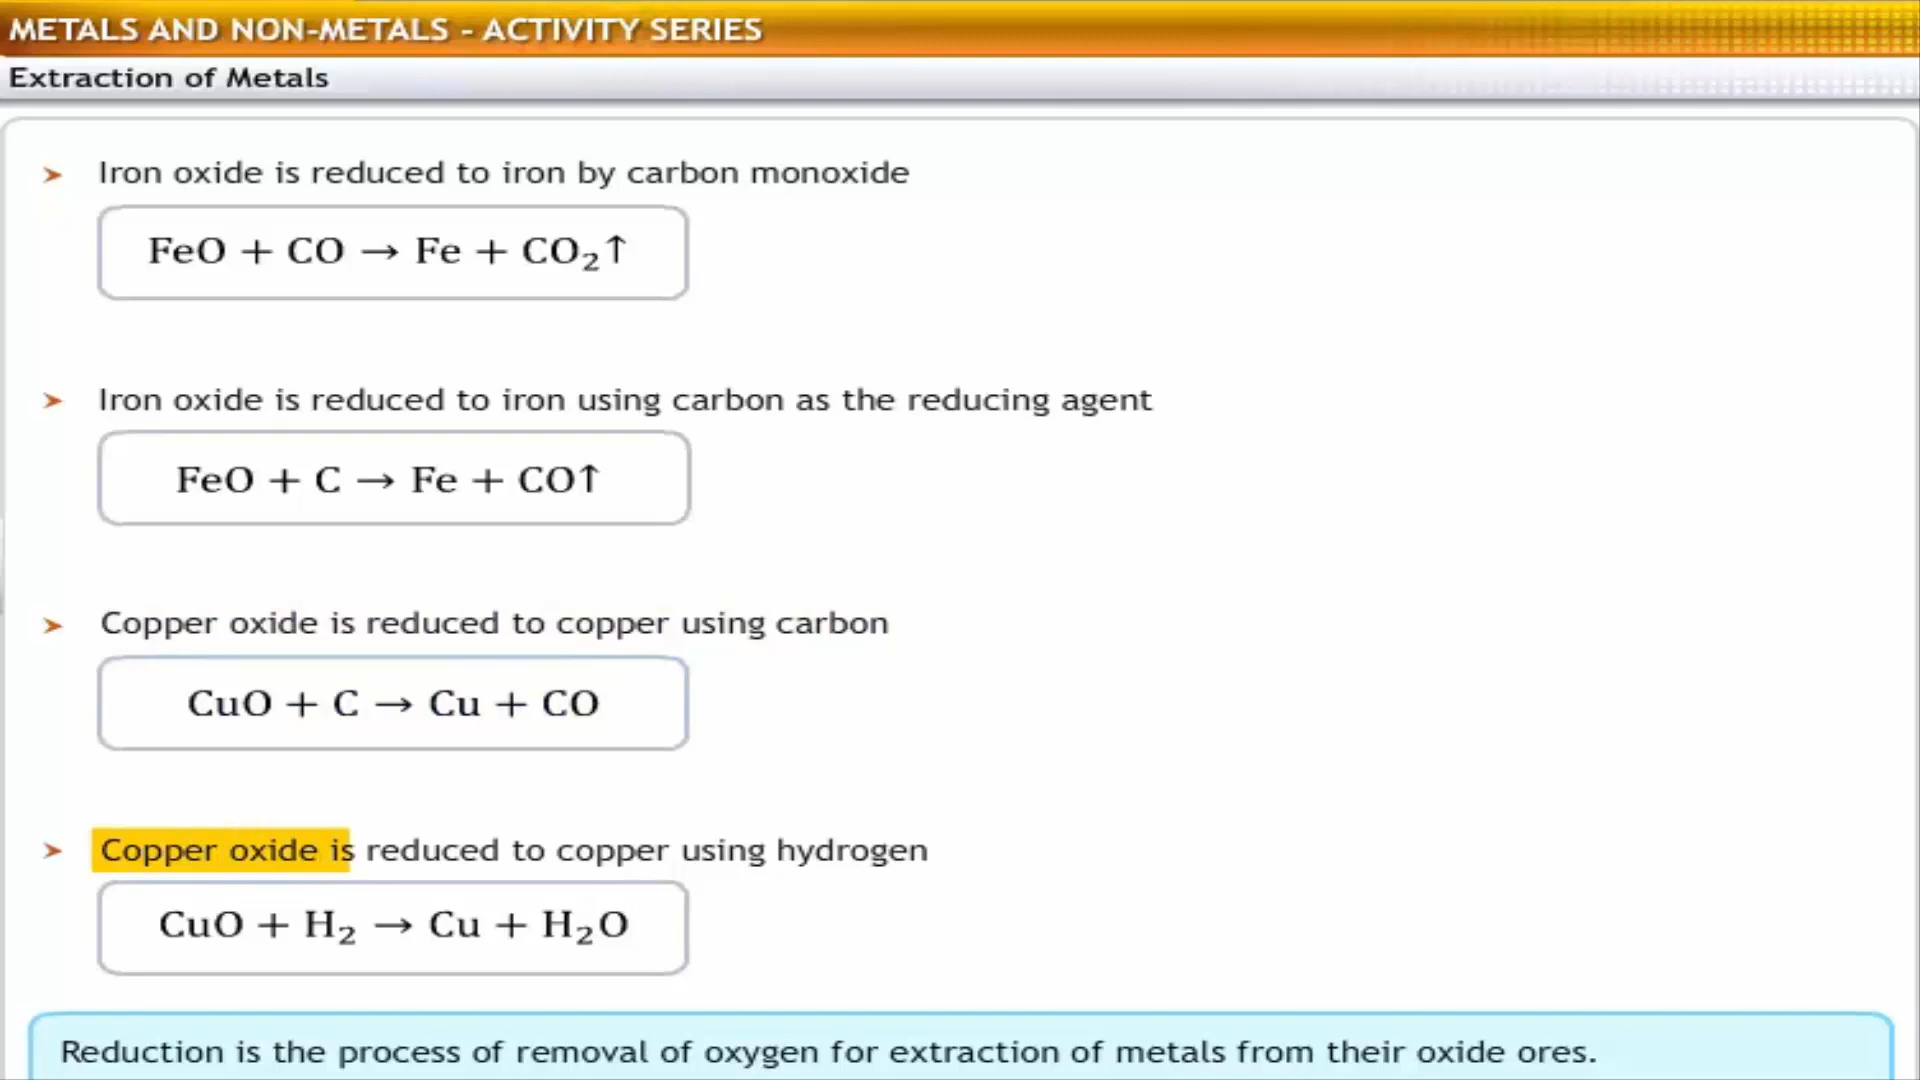 METALS AND NON-METALS - ACTIVITY SERIES
Extraction of Metals
➤ Iron oxide is reduced to iron by carbon monoxide
FeO + CO → Fe + CO₂↑
➤ Iron oxide is reduced to iron using carbon as the reducing agent
FeO + C → Fe + CO↑
➤ Copper oxide is reduced to copper using carbon
CuO + C → Cu + CO
➤ Copper oxide is reduced to copper using hydrogen
CuO + H₂ → Cu + H₂O
Reduction is the process of removal of oxygen for extraction of metals from their oxide ores.